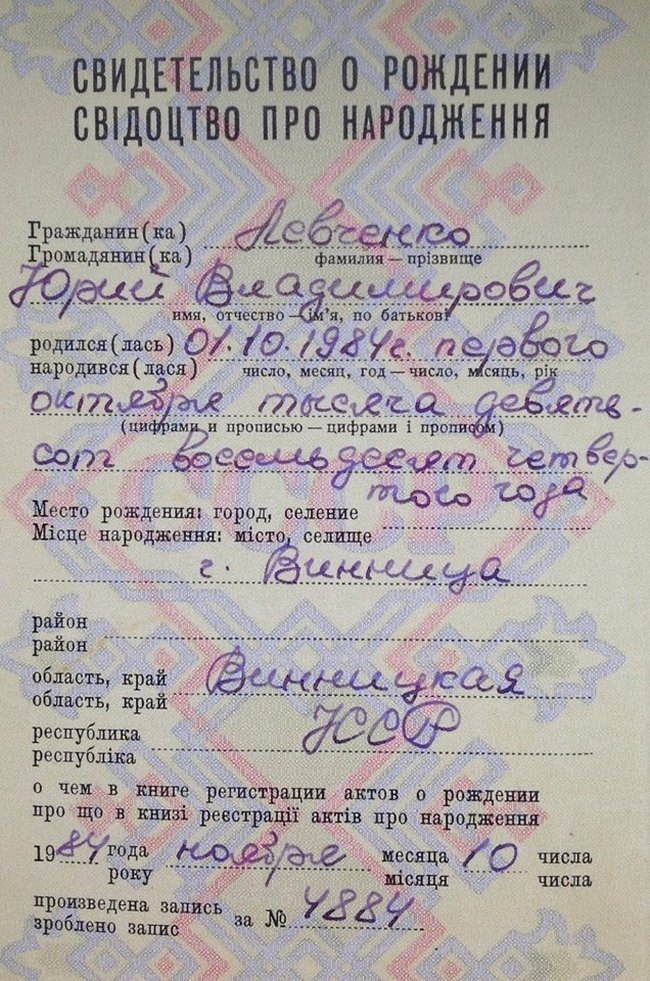 СВИДЕТЕЛЬСТВО О РОЖДЕНИИ
СВІДОЦТВО ПРО НАРОДЖЕННЯ
Гражданин(ка) Левченко
Громадянин(ка)
фамилия — прізвище
Юрий Владимирович
имя, отчество — ім'я, по батькові
родился(лась) 01.10.1984г. первого
народився(лася)
число, месяц, год — число, місяць, рік
октября тысяча девять-
(цифрами и прописью — цифрами і прописом)
сот восемьдесят четвер-
того года
Место рождения: город, селение
Місце народження: місто, селище
г. Винница
район
район
область, край Винницкая
область, край
республика УССР
республіка
о чем в книге регистрации актов о рождении
про що в книзі реєстрації актів про народження
1984 года ноября месяца 10 числа
року місяця числа
произведена запись за № 4884
зроблено запис
СССР